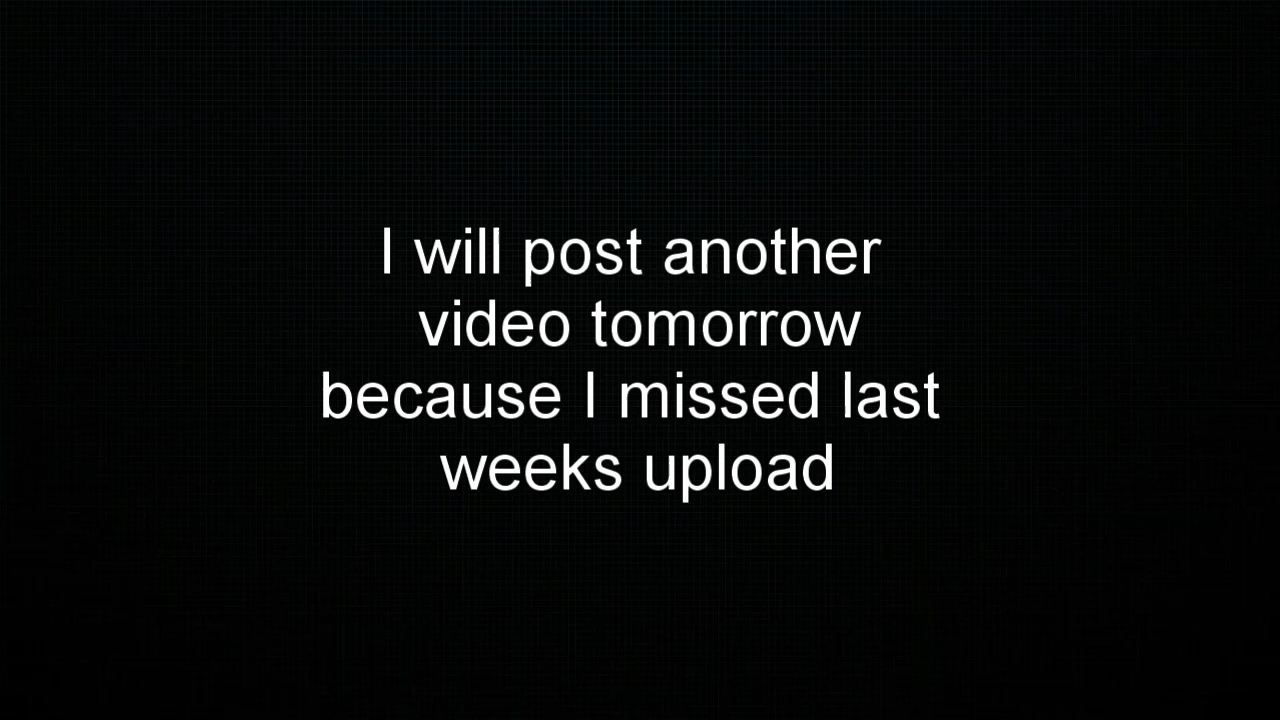 I will post another
video tomorrow
because I missed last
weeks upload